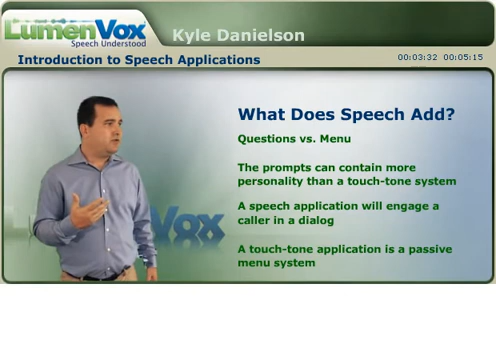 LumenVox
Speech Understood
Kyle Danielson
Introduction to Speech Applications
00:03:32 00:05:15
What Does Speech Add?
Questions vs. Menu
The prompts can contain more
personality than a touch-tone system
A speech application will engage a
caller in a dialog
A touch-tone application is a passive
menu system
LumenVox